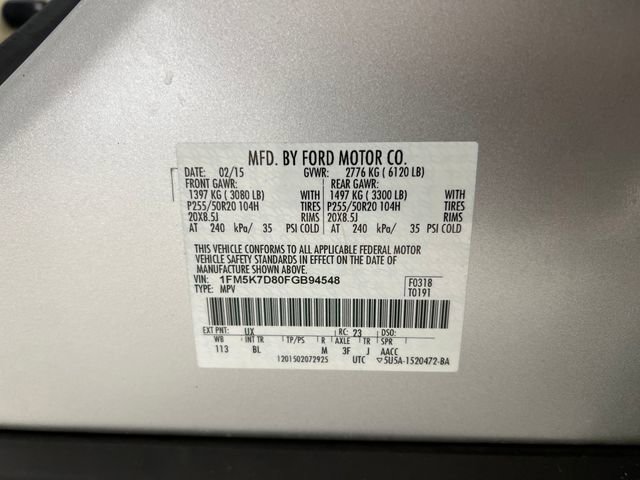 MFD. BY FORD MOTOR CO.
DATE: 02/15 GVWR: 2776 KG ( 6120 LB)
FRONT GAWR: REAR GAWR:
1397 KG ( 3080 LB) WITH 1497 KG ( 3300 LB) WITH
P255/50R20 104H TIRES P255/50R20 104H TIRES
20X8.5J RIMS 20X8.5J RIMS
AT 240 kPa/ 35 PSI COLD AT 240 kPa/ 35 PSI COLD
THIS VEHICLE CONFORMS TO ALL APPLICABLE FEDERAL MOTOR
VEHICLE SAFETY STANDARDS IN EFFECT ON THE DATE OF
MANUFACTURE SHOWN ABOVE.
VIN: 1FM5K7D80FGB94548 F0318
TYPE: MPV T0191
EXT PNT: UX RC: 23 DSO:
WB INT TR TP/PS R AXLE TR SPR
113 BL M 3F J AACC
1201502072925 UTC ▽5U5A-1520472-BA